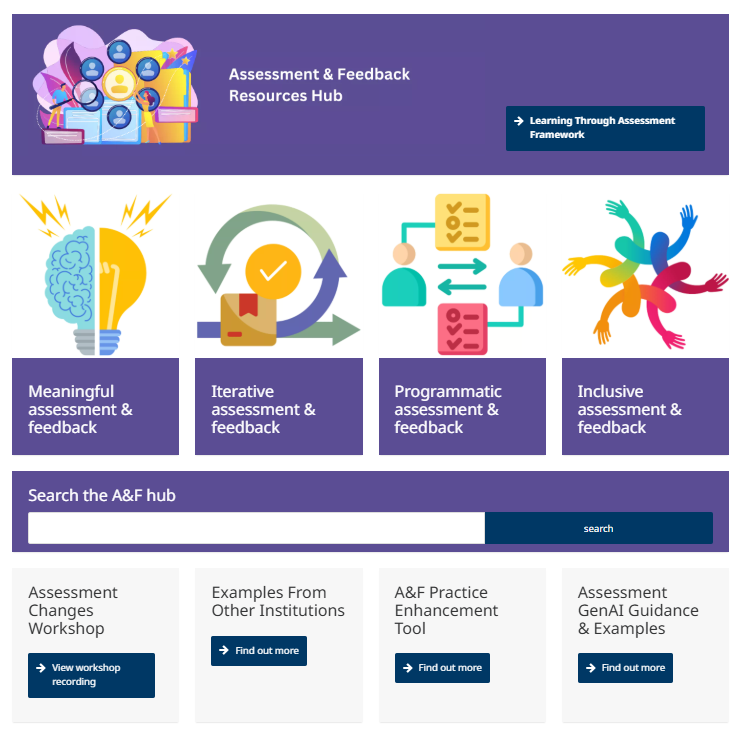 Assessment & Feedback
Resources Hub
Learning Through Assessment
Framework
Meaningful
assessment &
feedback
Iterative
assessment &
feedback
Programmatic
assessment &
feedback
Inclusive
assessment &
feedback
Search the A&F hub
search
Assessment
Changes
Workshop
View workshop
recording
Examples From
Other Institutions
Find out more
A&F Practice
Enhancement
Tool
Find out more
Assessment
GenAI Guidance
& Examples
Find out more